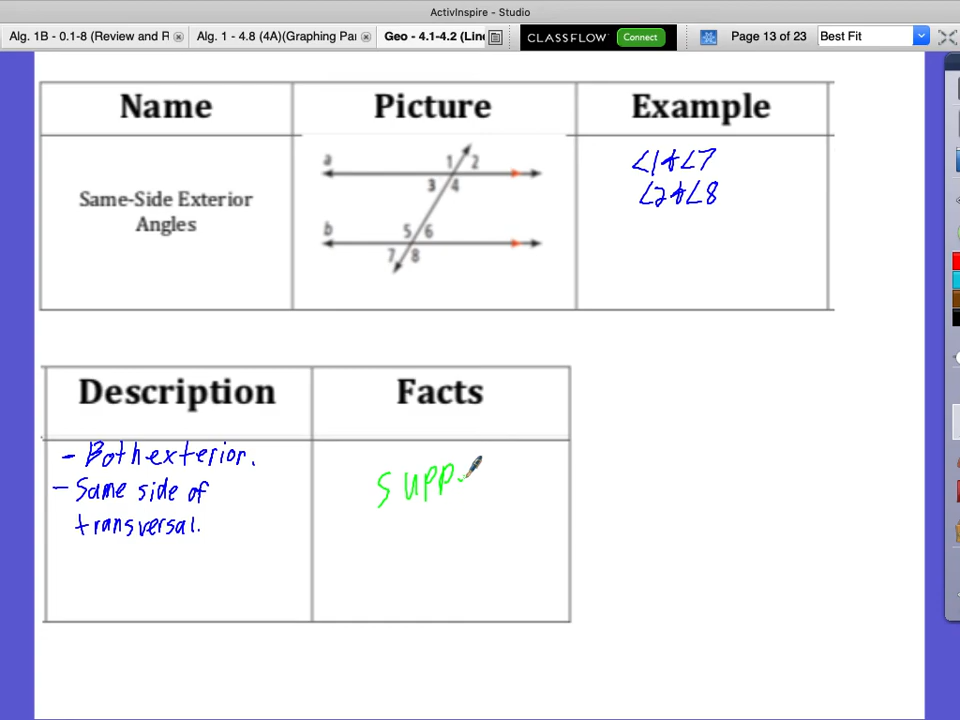 ActivInspire - Studio
Alg. 1B - 0.1-8 (Review and R
Alg. 1 - 4.8 (4A)(Graphing Par
Geo - 4.1-4.2 (Line
CLASSFLOW Connect
Page 13 of 23
Best Fit
Name Picture Example
Same-Side Exterior
Angles
a 1 2
3 4
b 5 6
7 8
∠1 & ∠7
∠2 & ∠8
Description Facts
- Both exterior.
- Same side of
transversal.
supp.